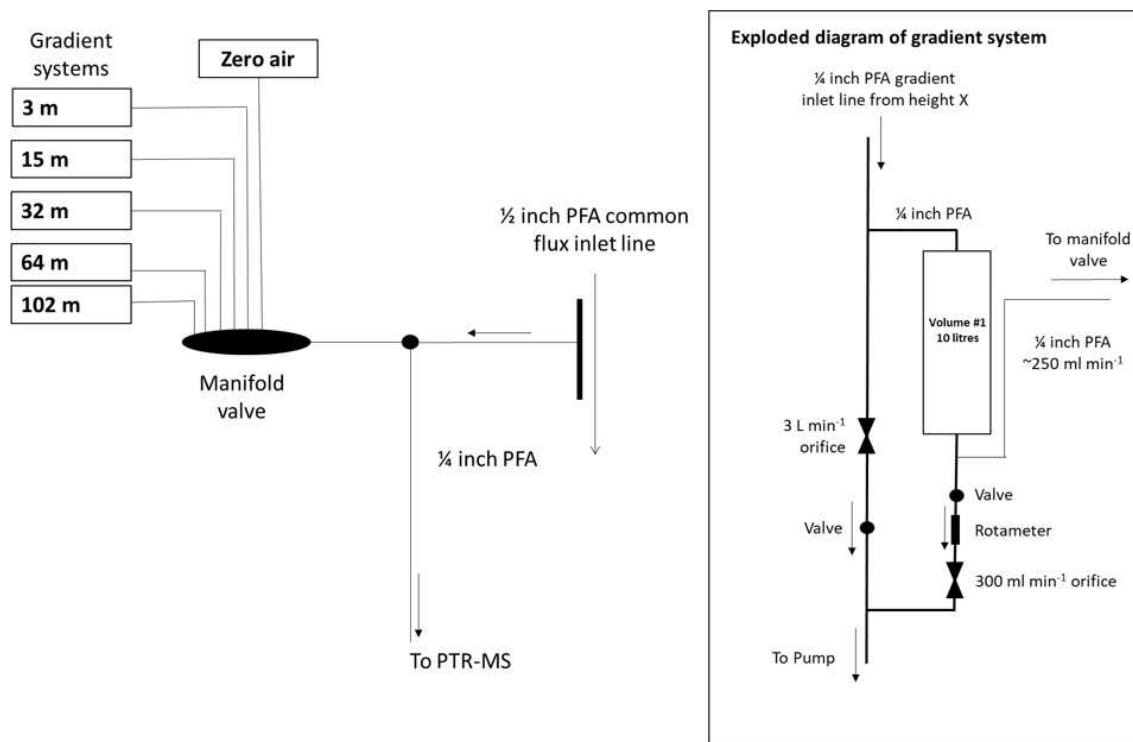 Gradient
systems
Zero air
3 m
15 m
32 m
64 m
102 m
½ inch PFA common
flux inlet line
Manifold
valve
¼ inch PFA
To PTR-MS
Exploded diagram of gradient system
¼ inch PFA gradient
inlet line from height X
¼ inch PFA
To manifold
valve
Volume #1
10 litres
¼ inch PFA
~250 ml min⁻¹
3 L min⁻¹
orifice
Valve
Valve
Rotameter
300 ml min⁻¹ orifice
To Pump